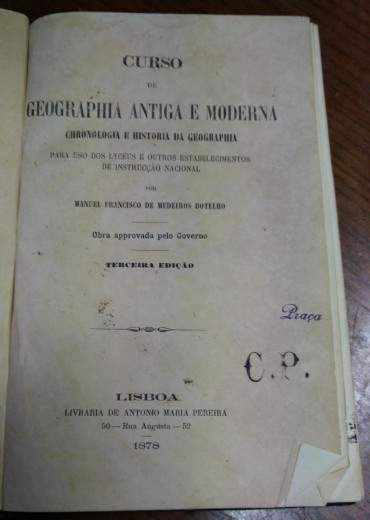 CURSO
DE
GEOGRAPHIA ANTIGA E MODERNA
CHRONOLOGIA E HISTORIA DA GEOGRAPHIA
PARA USO DOS LYCEUS E OUTROS ESTABELECIMENTOS
DE INSTRUCÇÃO NACIONAL
POR
MANUEL FRANCISCO DE MEDEIROS BOTELHO
Obra approvada pelo Governo
TERCEIRA EDIÇÃO
Praça
C.P.
LISBOA
LIVRARIA DE ANTONIO MARIA PEREIRA
50 — Rua Augusta — 52
1878